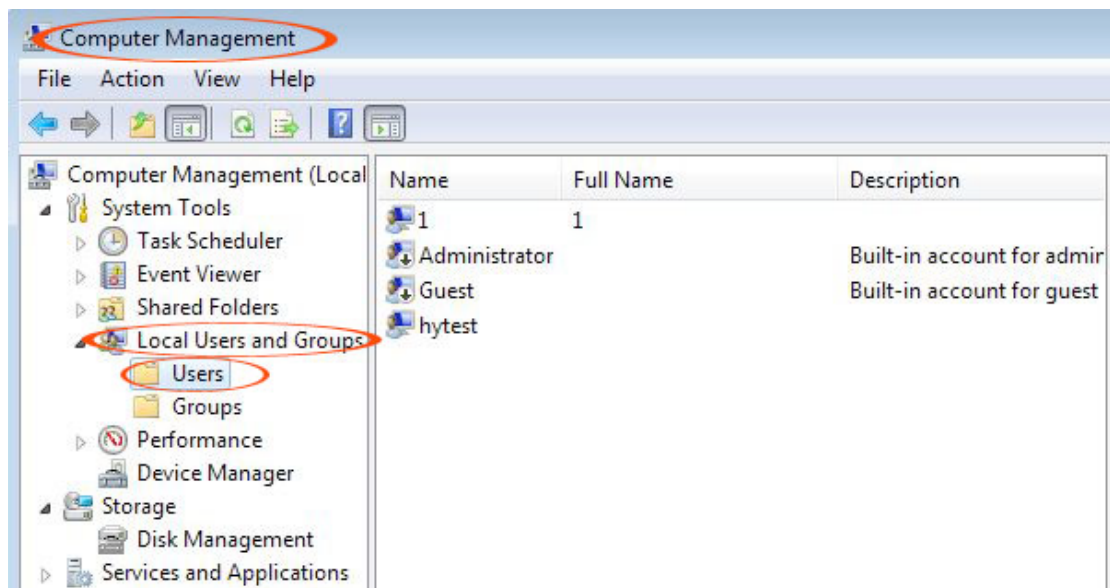 Computer Management
File Action View Help
Computer Management (Local
System Tools
Task Scheduler
Event Viewer
Shared Folders
Local Users and Groups
Users
Groups
Performance
Device Manager
Storage
Disk Management
Services and Applications
Name Full Name Description
1 1
Administrator Built-in account for admin
Guest Built-in account for guest
hytest